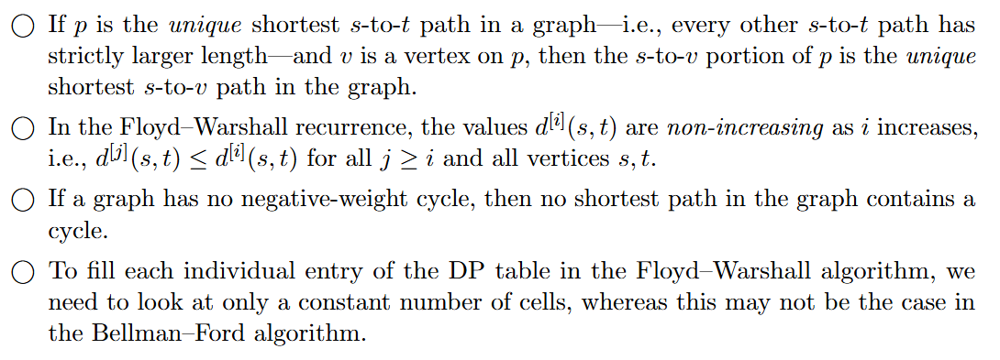 ○ If p is the unique shortest s-to-t path in a graph—i.e., every other s-to-t path has
strictly larger length—and v is a vertex on p, then the s-to-v portion of p is the unique
shortest s-to-v path in the graph.
○ In the Floyd–Warshall recurrence, the values d^[i](s, t) are non-increasing as i increases,
i.e., d^[j](s, t) ≤ d^[i](s, t) for all j ≥ i and all vertices s, t.
○ If a graph has no negative-weight cycle, then no shortest path in the graph contains a
cycle.
○ To fill each individual entry of the DP table in the Floyd–Warshall algorithm, we
need to look at only a constant number of cells, whereas this may not be the case in
the Bellman–Ford algorithm.